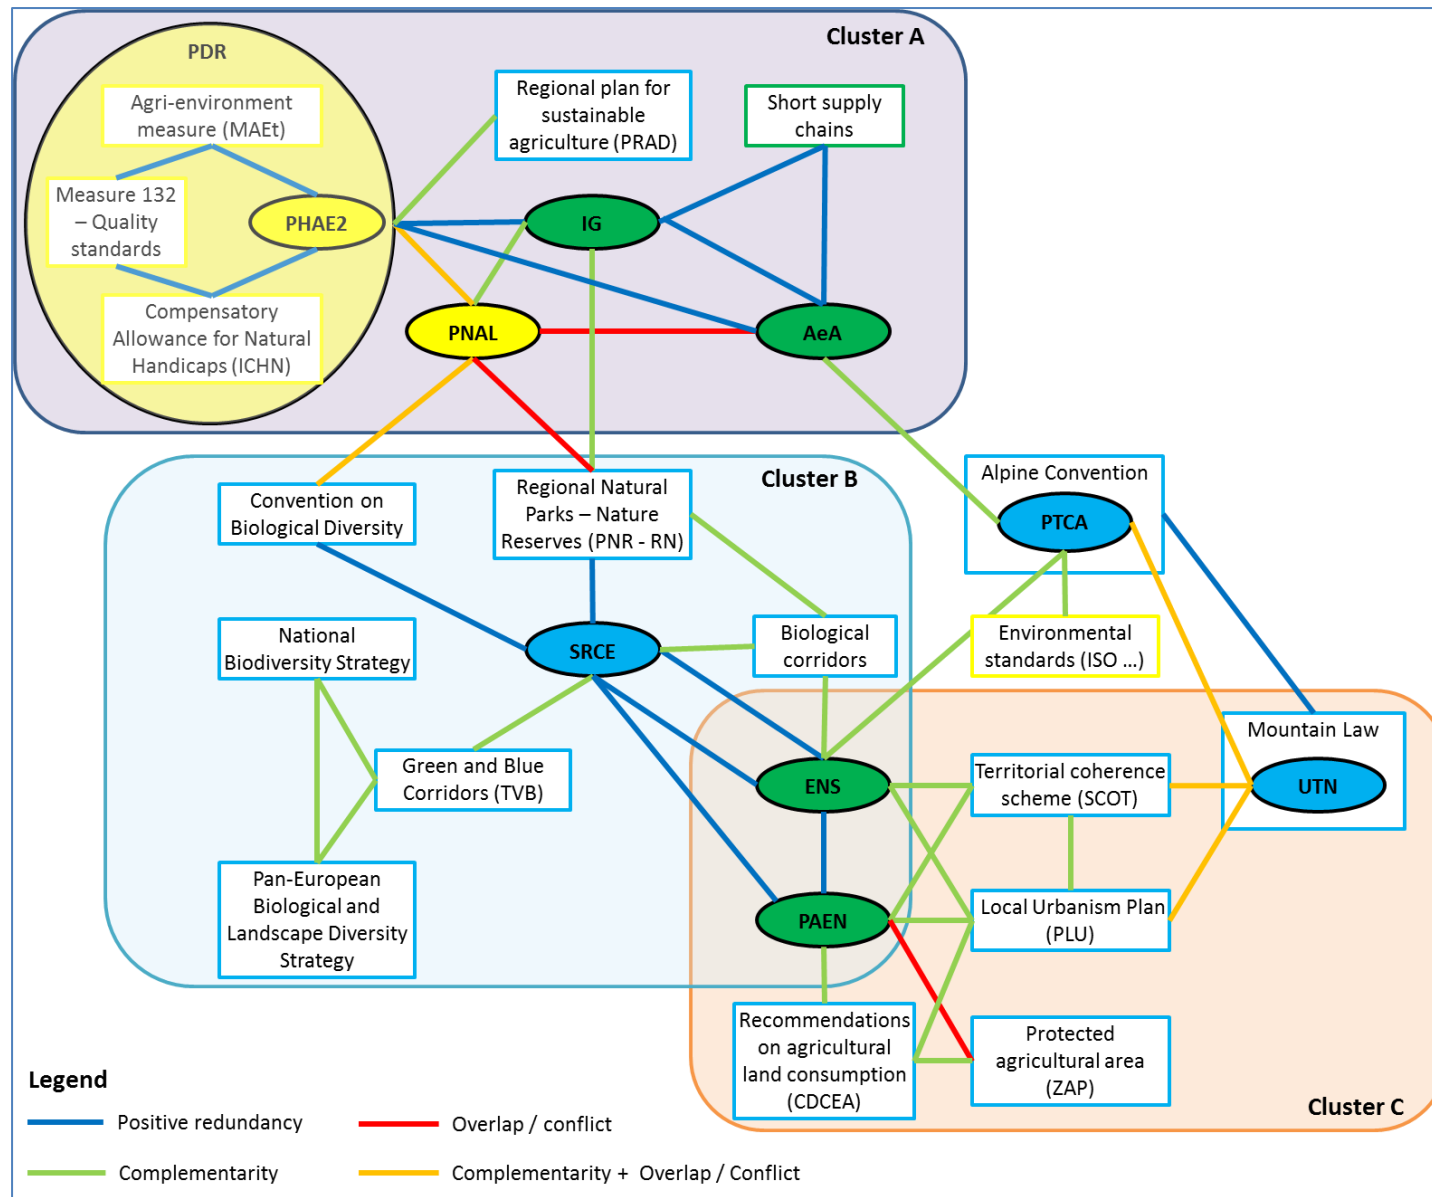 Cluster A
PDR
Agri-environment
measure (MAEt)
Measure 132
– Quality
standards
PHAE2
Compensatory
Allowance for Natural
Handicaps (ICHN)
Regional plan for
sustainable
agriculture (PRAD)
Short supply
chains
IG
PNAL
AeA
Cluster B
Convention on
Biological Diversity
Regional Natural
Parks – Nature
Reserves (PNR - RN)
Alpine Convention
PTCA
National
Biodiversity Strategy
SRCE
Biological
corridors
Environmental
standards (ISO ...)
Green and Blue
Corridors (TVB)
Pan-European
Biological and
Landscape Diversity
Strategy
ENS
PAEN
Territorial coherence
scheme (SCOT)
Mountain Law
UTN
Local Urbanism Plan
(PLU)
Recommendations
on agricultural
land consumption
(CDCEA)
Protected
agricultural area
(ZAP)
Cluster C
Legend
Positive redundancy
Overlap / conflict
Complementarity
Complementarity + Overlap / Conflict